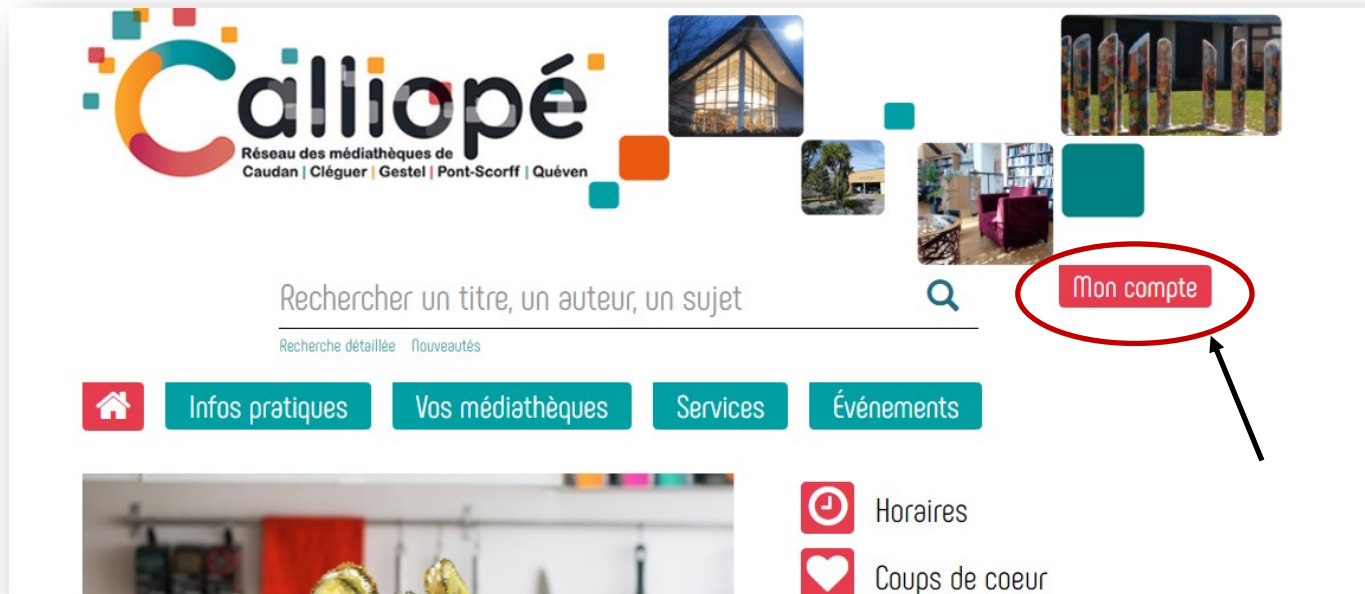 Calliopé
Réseau des médiathèques de
Caudan | Cléguer | Gestel | Pont-Scorff | Quéven
Mon compte
Rechercher un titre, un auteur, un sujet
Recherche détaillée Nouveautés
Infos pratiques Vos médiathèques Services Événements
Horaires
Coups de coeur